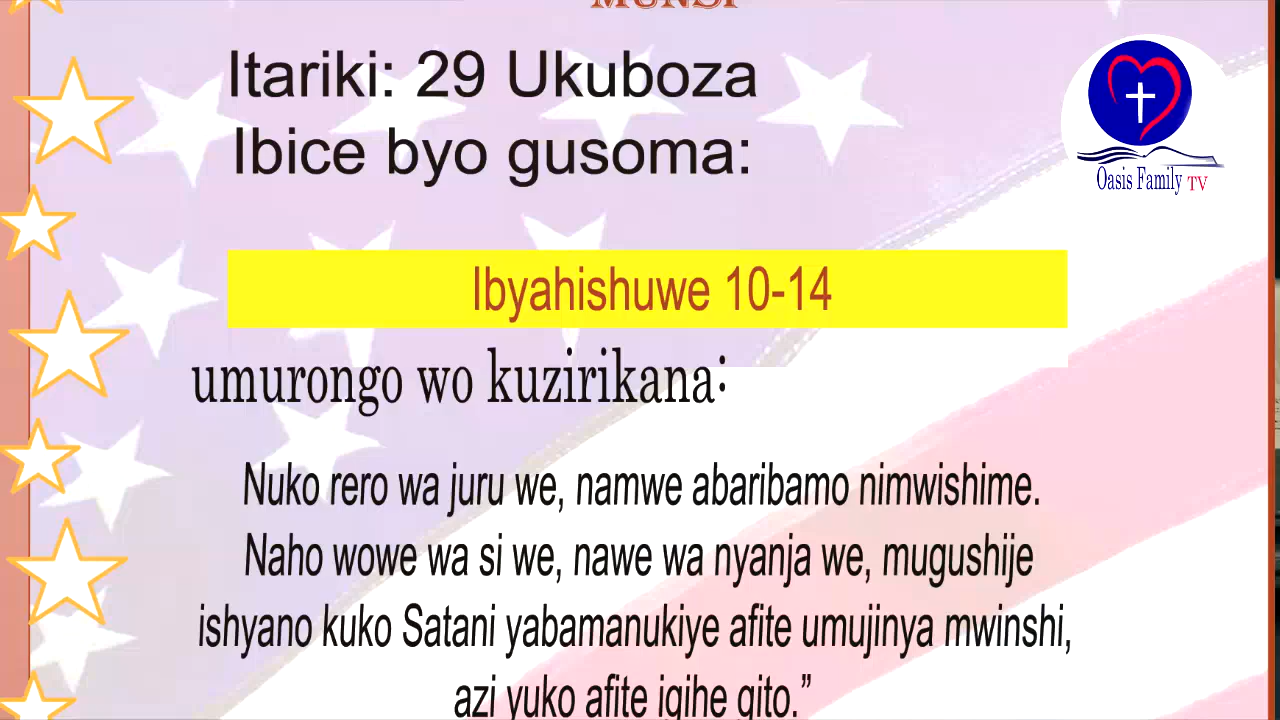 MUNSI
Itariki: 29 Ukuboza
Ibice byo gusoma:
Oasis Family TV
Ibyahishuwe 10-14
umurongo wo kuzirikana:
Nuko rero wa juru we, namwe abaribamo nimwishime.
Naho wowe wa si we, nawe wa nyanja we, mugushije
ishyano kuko Satani yabamanukiye afite umujinya mwinshi,
azi yuko afite igihe gito.”